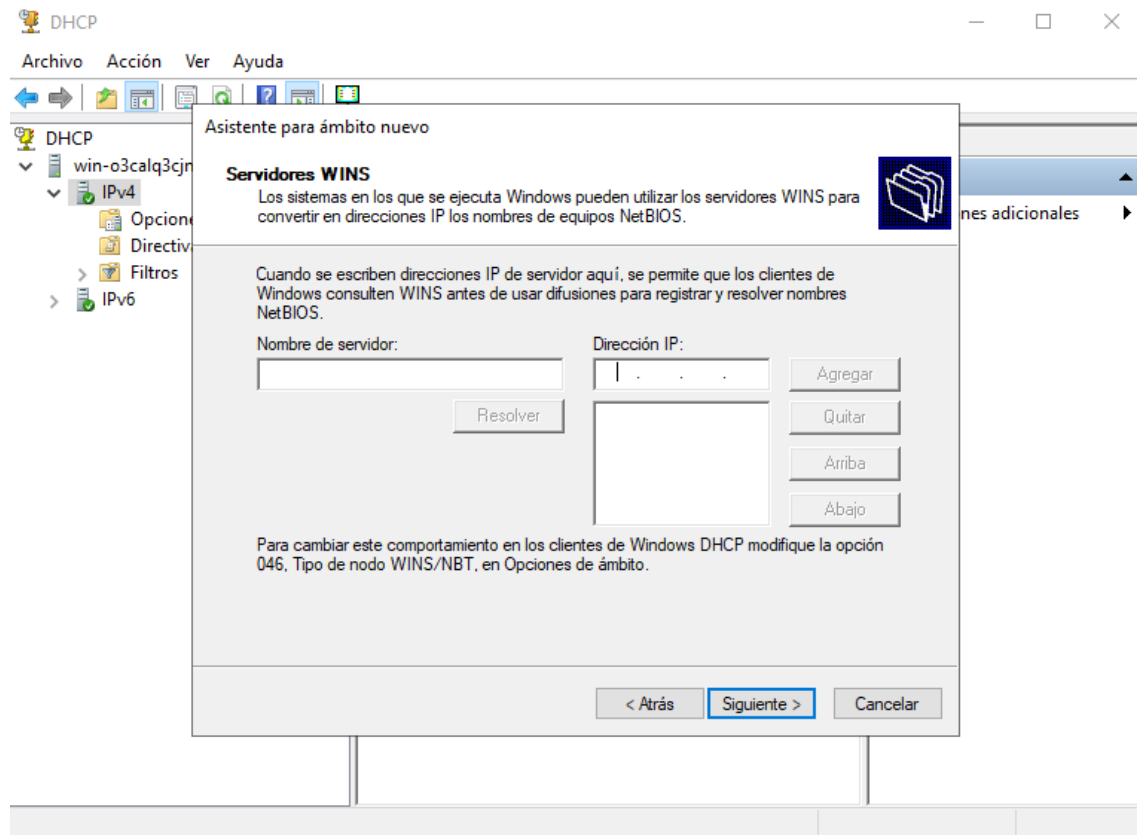 DHCP
Archivo Acción Ver Ayuda
DHCP
win-o3calq3cjn
IPv4
Opcione
Directiv
Filtros
IPv6
Asistente para ámbito nuevo
Servidores WINS
Los sistemas en los que se ejecuta Windows pueden utilizar los servidores WINS para
convertir en direcciones IP los nombres de equipos NetBIOS.
Cuando se escriben direcciones IP de servidor aquí, se permite que los clientes de
Windows consulten WINS antes de usar difusiones para registrar y resolver nombres
NetBIOS.
Nombre de servidor:
Dirección IP:
. . .
Agregar
Resolver
Quitar
Arriba
Abajo
Para cambiar este comportamiento en los clientes de Windows DHCP modifique la opción
046, Tipo de nodo WINS/NBT, en Opciones de ámbito.
< Atrás
Siguiente >
Cancelar
nes adicionales